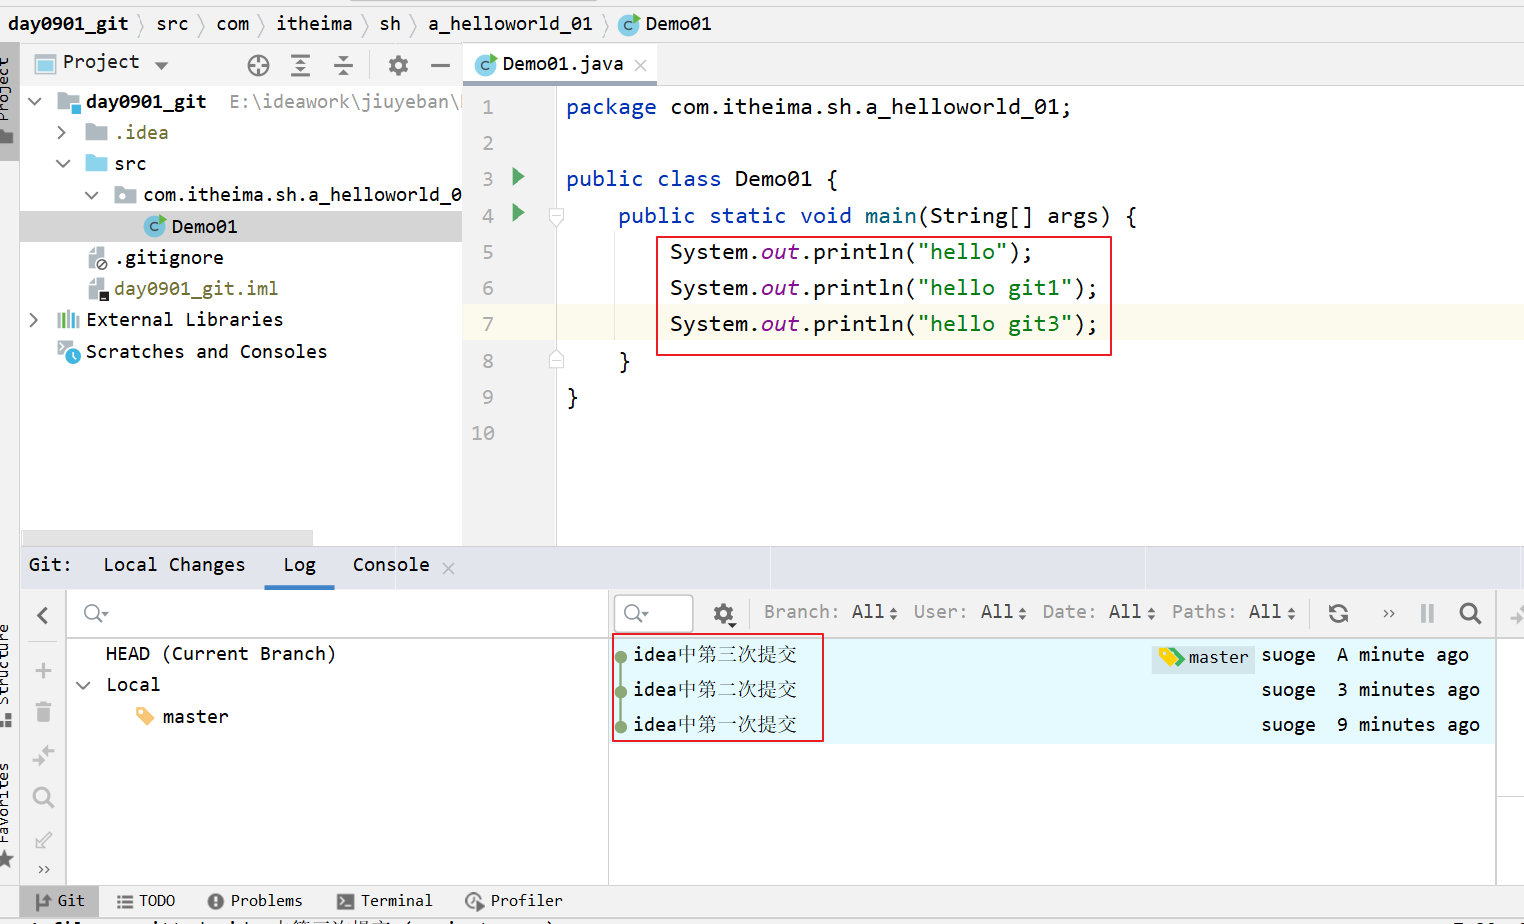 day0901_git src com itheima sh a_helloworld_01 Demo01
Project
Demo01.java
day0901_git E:\ideawork\jiuyeban\
.idea
src
com.itheima.sh.a_helloworld_0
Demo01
.gitignore
day0901_git.iml
External Libraries
Scratches and Consoles
1 package com.itheima.sh.a_helloworld_01;
2
3 public class Demo01 {
4 public static void main(String[] args) {
5 System.out.println("hello");
6 System.out.println("hello git1");
7 System.out.println("hello git3");
8 }
9 }
10
Project
Structure
Favorites
Git: Local Changes Log Console
Branch: All User: All Date: All Paths: All
HEAD (Current Branch)
Local
master
idea中第三次提交 master suoge A minute ago
idea中第二次提交 suoge 3 minutes ago
idea中第一次提交 suoge 9 minutes ago
Git TODO Problems Terminal Profiler